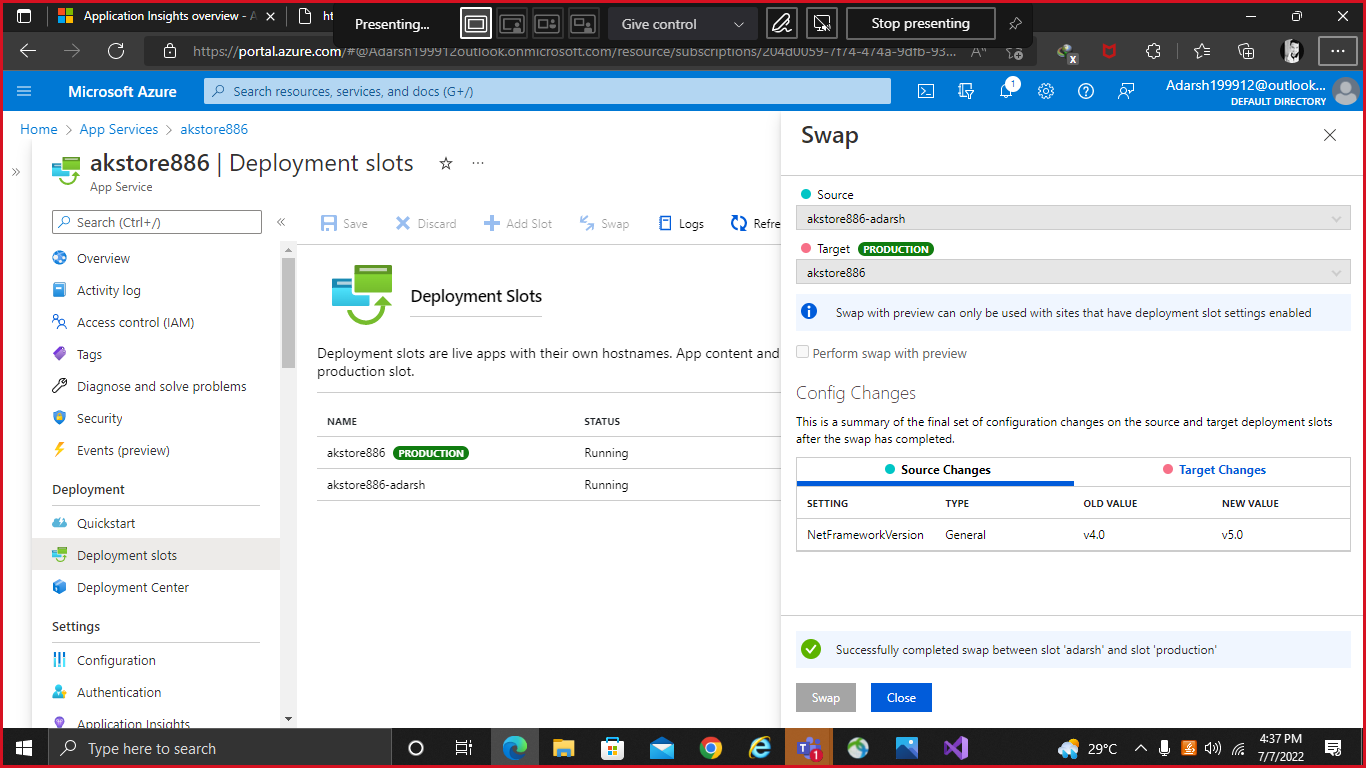 Application Insights overview - A
Presenting...
Give control
Stop presenting
https://portal.azure.com/#@Adarsh199912outlook.onmicrosoft.com/resource/subscriptions/204d0059-7f74-474a-9dfb-93...
Microsoft Azure
Search resources, services, and docs (G+/)
1
Adarsh199912@outlook...
DEFAULT DIRECTORY
Home > App Services > akstore886
akstore886 | Deployment slots
App Service
Search (Ctrl+/)
Save
Discard
Add Slot
Swap
Logs
Refre
Overview
Activity log
Access control (IAM)
Tags
Diagnose and solve problems
Security
Events (preview)
Deployment
Quickstart
Deployment slots
Deployment Center
Settings
Configuration
Authentication
Application Insights
Deployment Slots
Deployment slots are live apps with their own hostnames. App content and
production slot.
NAME STATUS
akstore886 PRODUCTION Running
akstore886-adarsh Running
Swap
Source
akstore886-adarsh
Target PRODUCTION
akstore886
Swap with preview can only be used with sites that have deployment slot settings enabled
Perform swap with preview
Config Changes
This is a summary of the final set of configuration changes on the source and target deployment slots
after the swap has completed.
Source Changes Target Changes
SETTING TYPE OLD VALUE NEW VALUE
NetFrameworkVersion General v4.0 v5.0
Successfully completed swap between slot 'adarsh' and slot 'production'
Swap Close
Type here to search
1
29°C
4:37 PM
7/7/2022